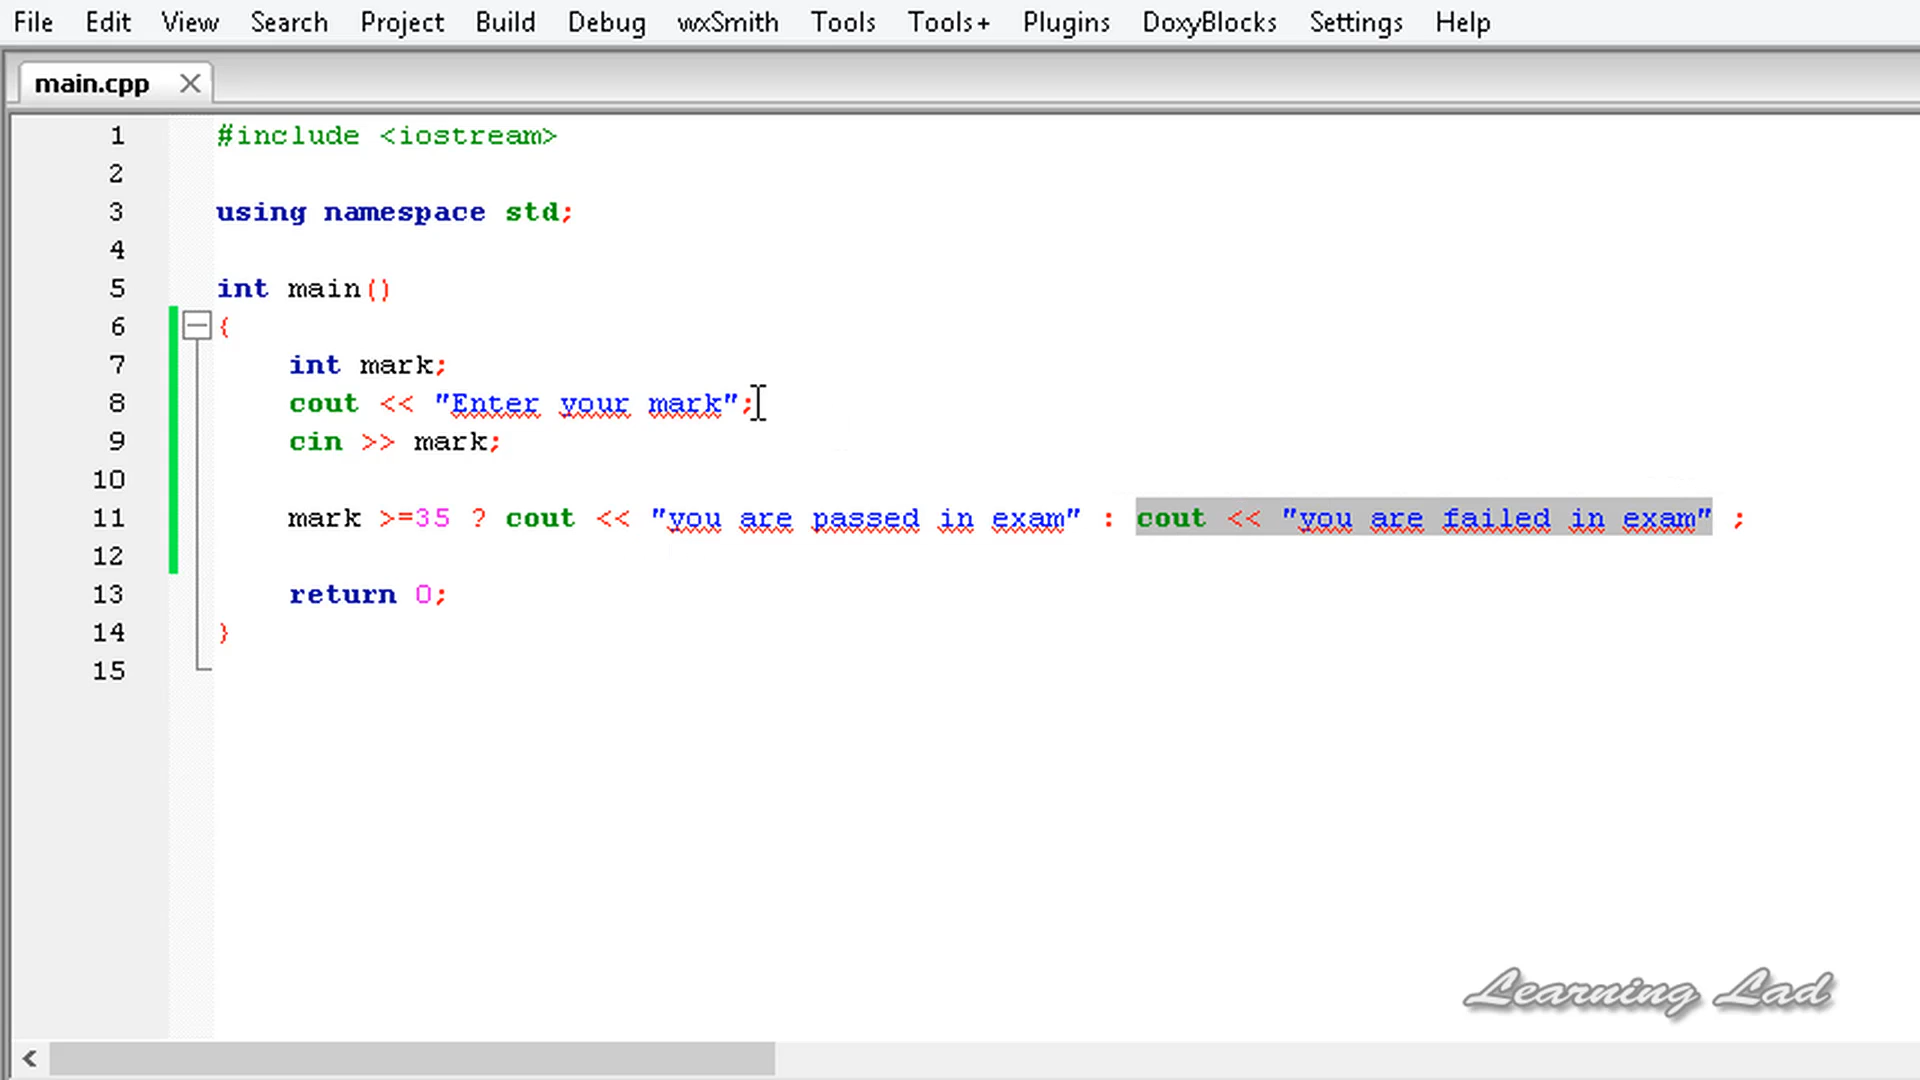 File Edit View Search Project Build Debug wxSmith Tools Tools+ Plugins DoxyBlocks Settings Help
main.cpp
1 #include <iostream>
2
3 using namespace std;
4
5 int main()
6 {
7 int mark;
8 cout << "Enter your mark";
9 cin >> mark;
10
11 mark >=35 ? cout << "you are passed in exam" : cout << "you are failed in exam" ;
12
13 return 0;
14 }
15
Learning Lad